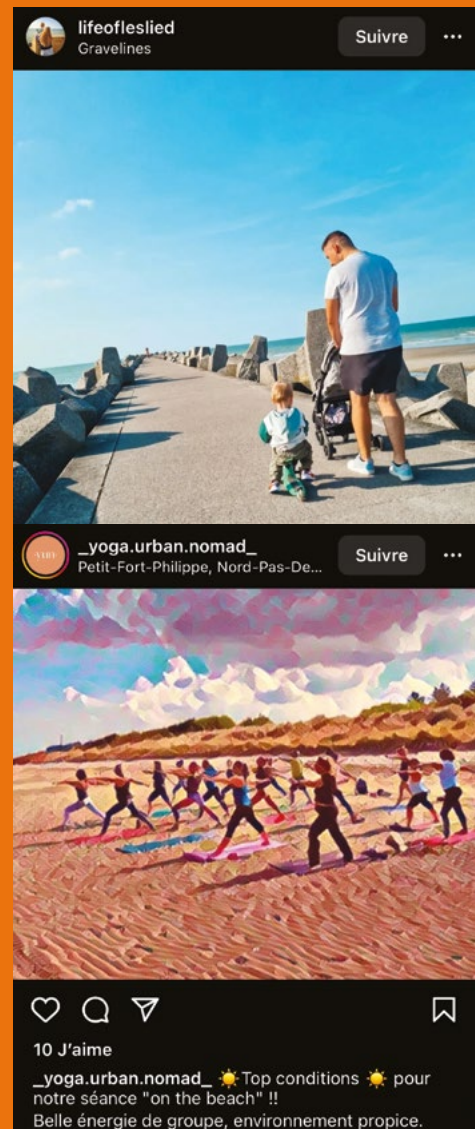 lifeofleslied
Gravelines
Suivre
_yoga.urban.nomad_
Petit-Fort-Philippe, Nord-Pas-De...
Suivre
10 J'aime
_yoga.urban.nomad_ ☀️Top conditions ☀️ pour
notre séance "on the beach" !!
Belle énergie de groupe, environnement propice.